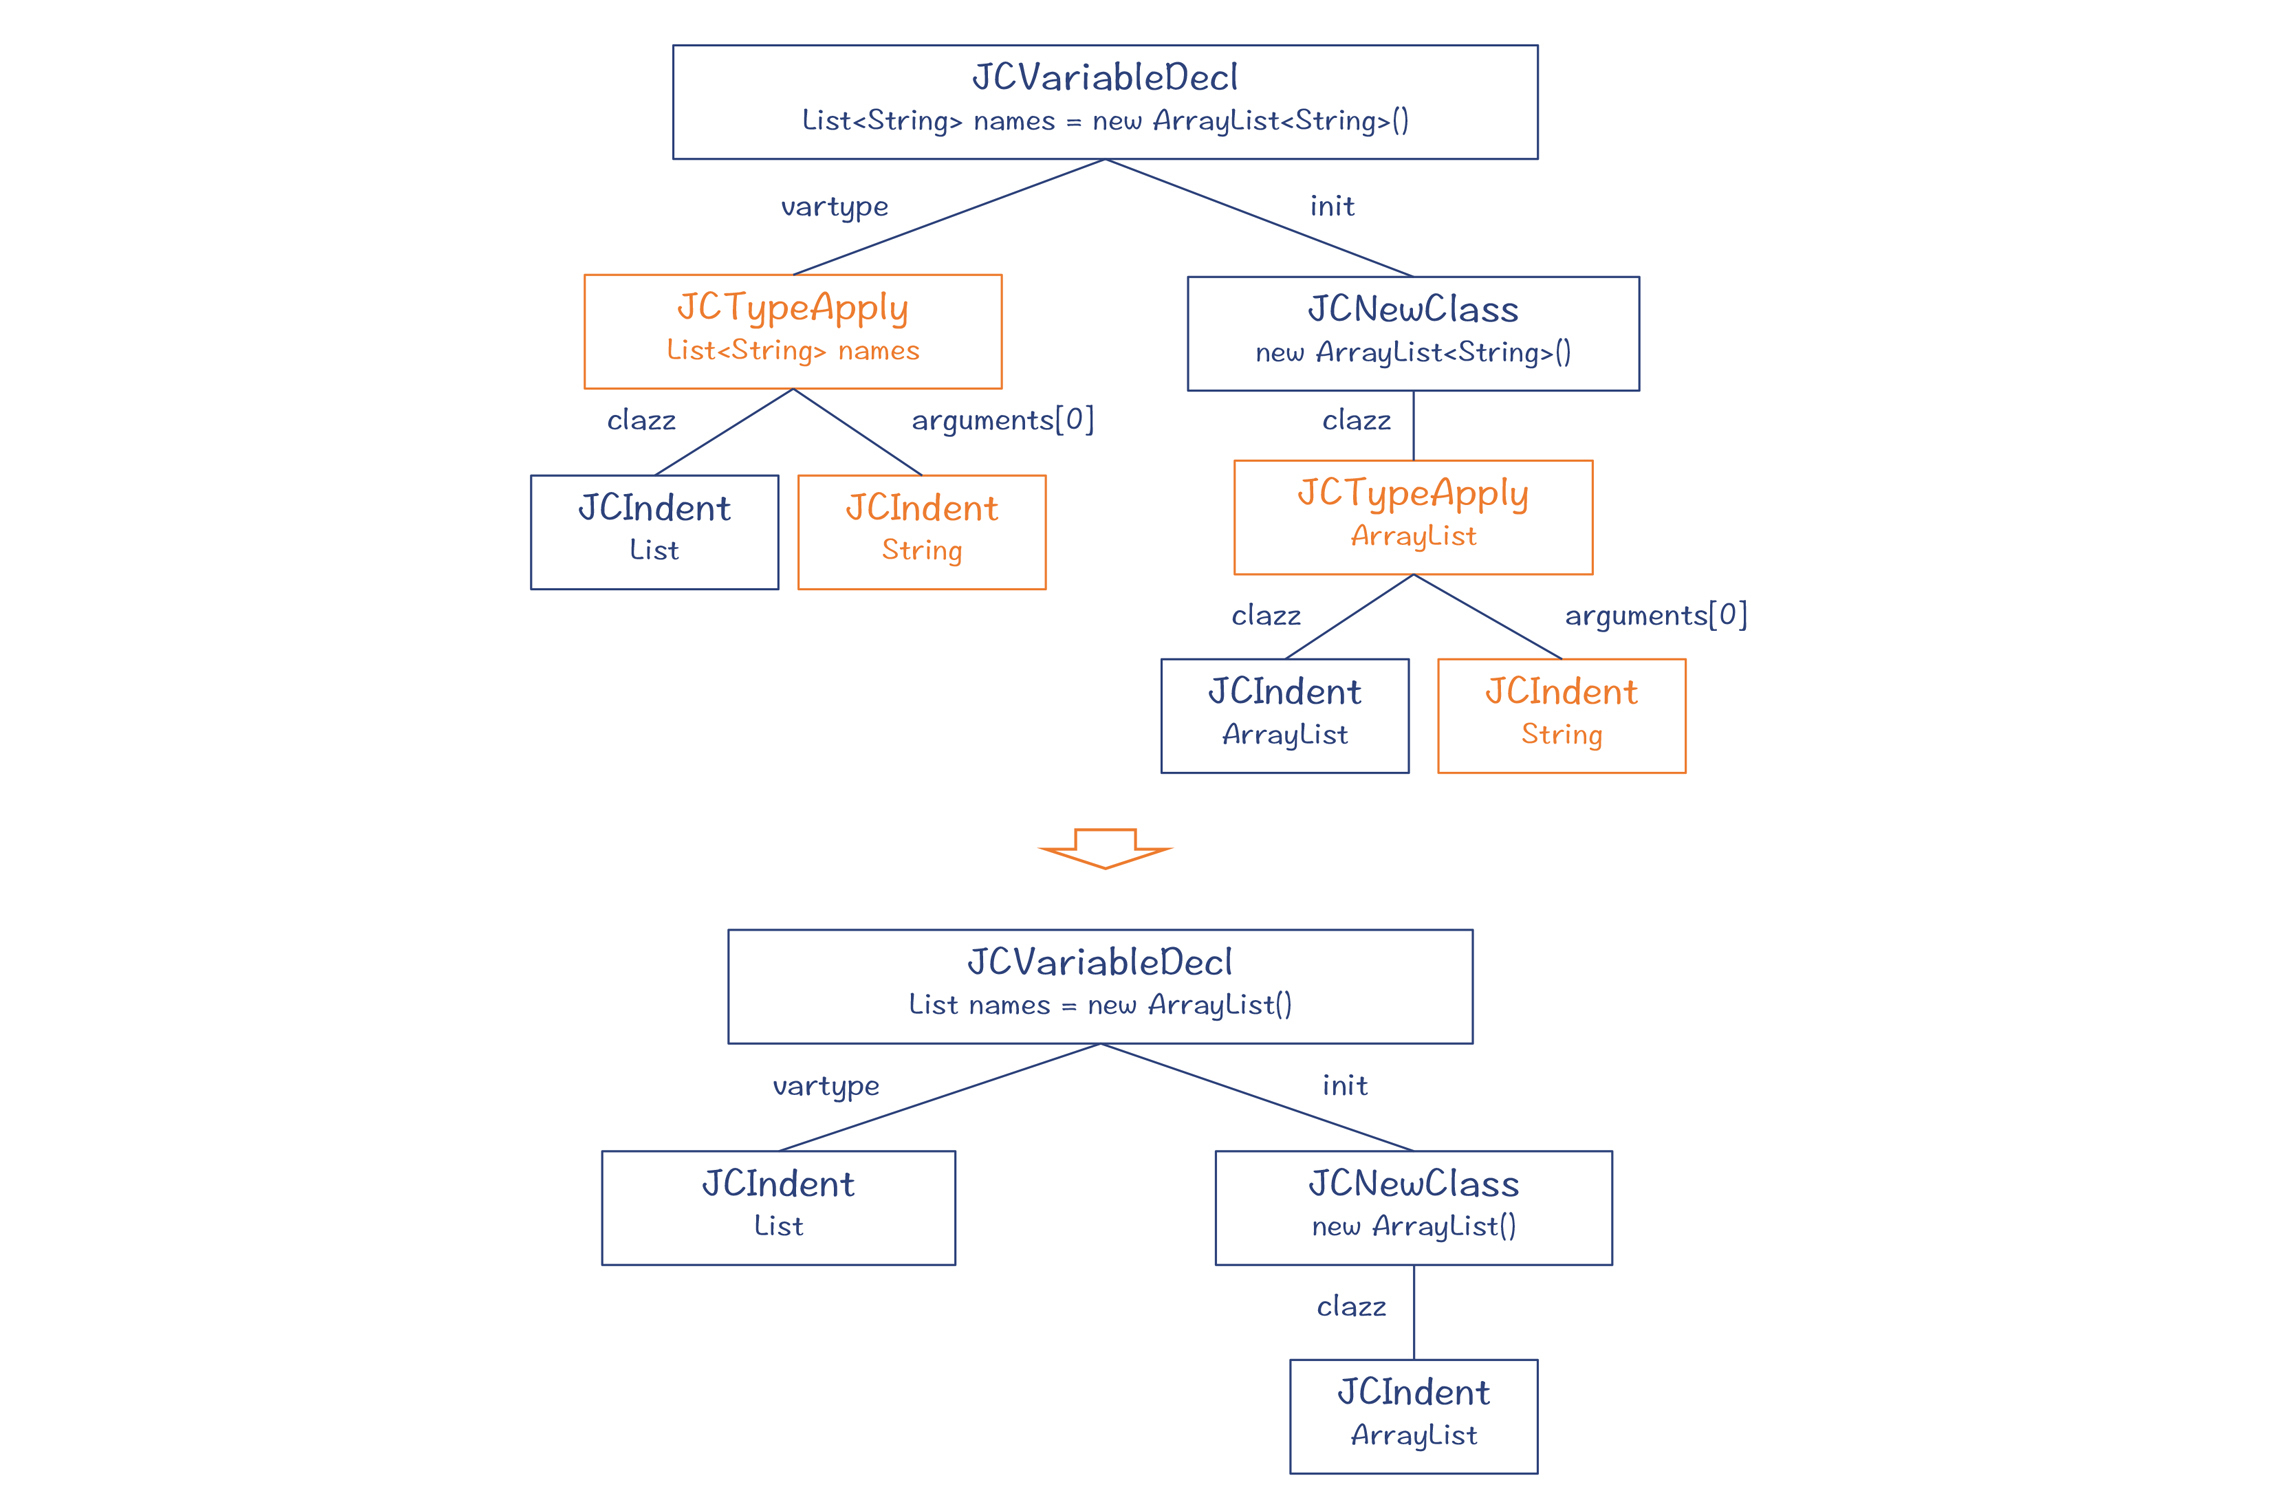 JCVariableDecl
List<String> names = new ArrayList<String>()
vartype
init
JCTypeApply
List<String> names
JCNewClass
new ArrayList<String>()
clazz
arguments[0]
clazz
JCIndent
List
JCIndent
String
JCTypeApply
ArrayList
clazz
arguments[0]
JCIndent
ArrayList
JCIndent
String
JCVariableDecl
List names = new ArrayList()
vartype
init
JCIndent
List
JCNewClass
new ArrayList()
clazz
JCIndent
ArrayList